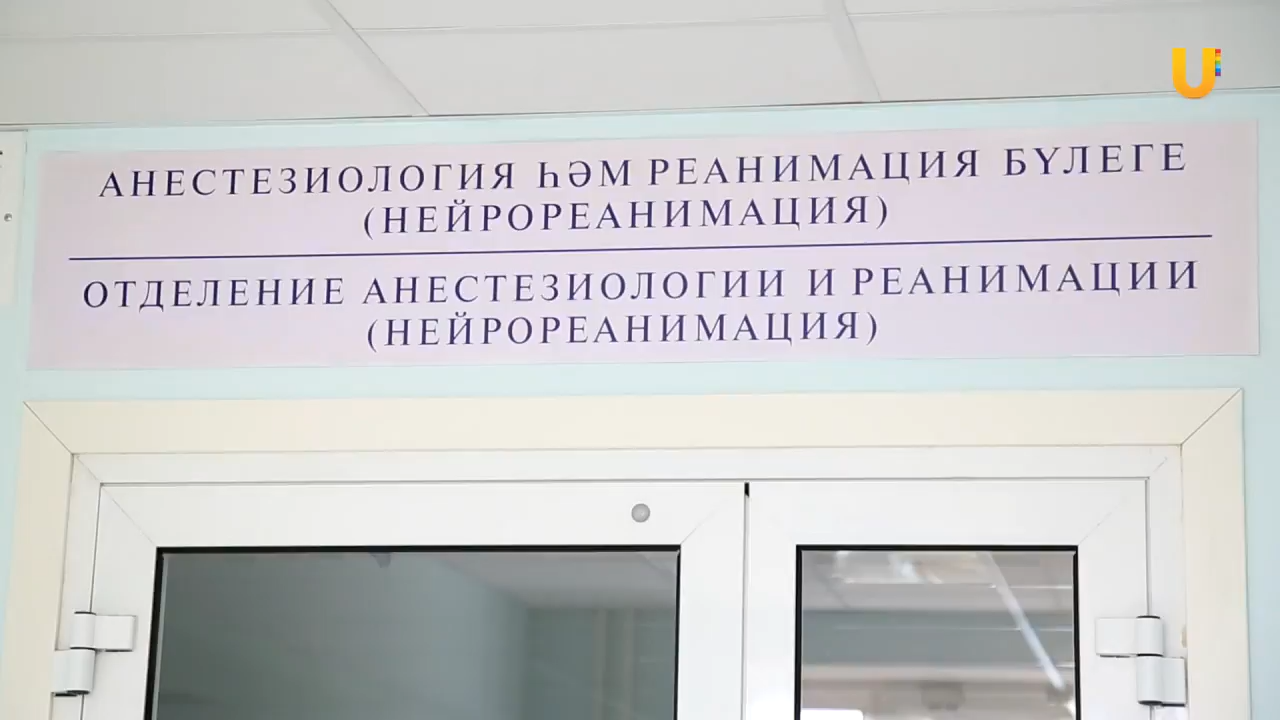 U
АНЕСТЕЗИОЛОГИЯ ҺӘМ РЕАНИМАЦИЯ БҮЛЕГЕ
(НЕЙРОРЕАНИМАЦИЯ)
ОТДЕЛЕНИЕ АНЕСТЕЗИОЛОГИИ И РЕАНИМАЦИИ
(НЕЙРОРЕАНИМАЦИЯ)